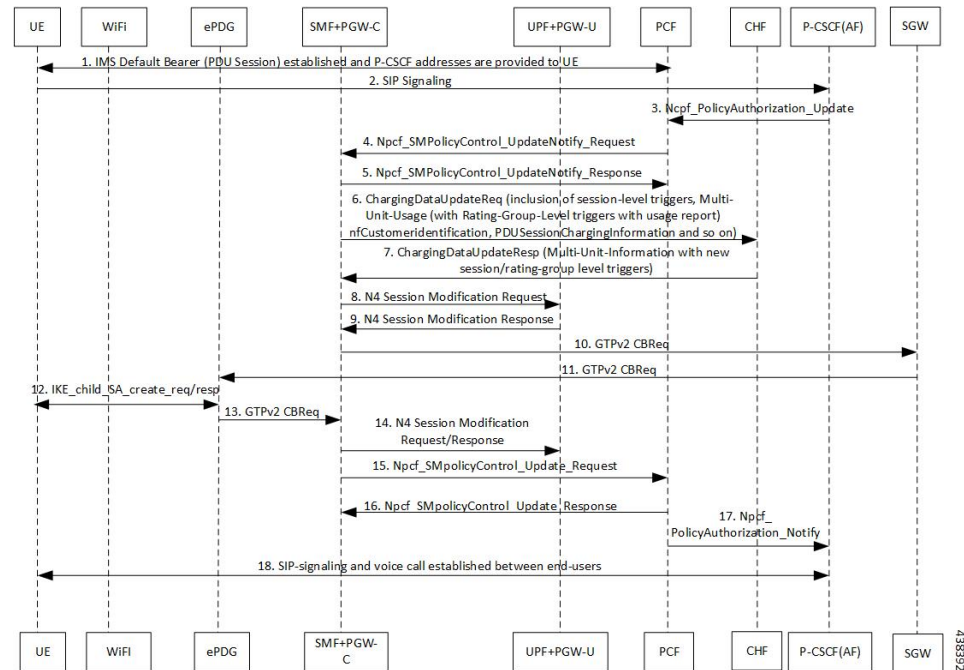 UE
WiFi
ePDG
SMF+PGW-C
UPF+PGW-U
PCF
CHF
P-CSCF(AF)
SGW
1. IMS Default Bearer (PDU Session) established and P-CSCF addresses are provided to UE
2. SIP Signaling
3. Ncpf_PolicyAuthorization_Update
4. Npcf_SMPolicyControl_UpdateNotify_Request
5. Npcf_SMPolicyControl_UpdateNotify_Response
6. ChargingDataUpdateReq (inclusion of session-level triggers, Multi-
Unit-Usage (with Rating-Group-Level triggers with usage report)
nfCustomeridentification, PDUSessionChargingInformation and so on)
7. ChargingDataUpdateResp (Multi-Unit-Information with new
session/rating-group level triggers)
8. N4 Session Modification Request
9. N4 Session Modification Response
10. GTPv2 CBReq
11. GTPv2 CBReq
12. IKE_child_SA_create_req/resp
13. GTPv2 CBReq
14. N4 Session Modification
Request/Response
15. Npcf_SMpolicyControl_Update_Request
16. Npcf_SMpolicyControl_Update_Response
17. Npcf_
PolicyAuthorization_Notify
18. SIP-signaling and voice call established between end-users
UE
WiFI
ePDG
SMF+PGW-
C
UPF+PGW-U
PCF
CHF
P-CSCF(AF)
SGW
438392